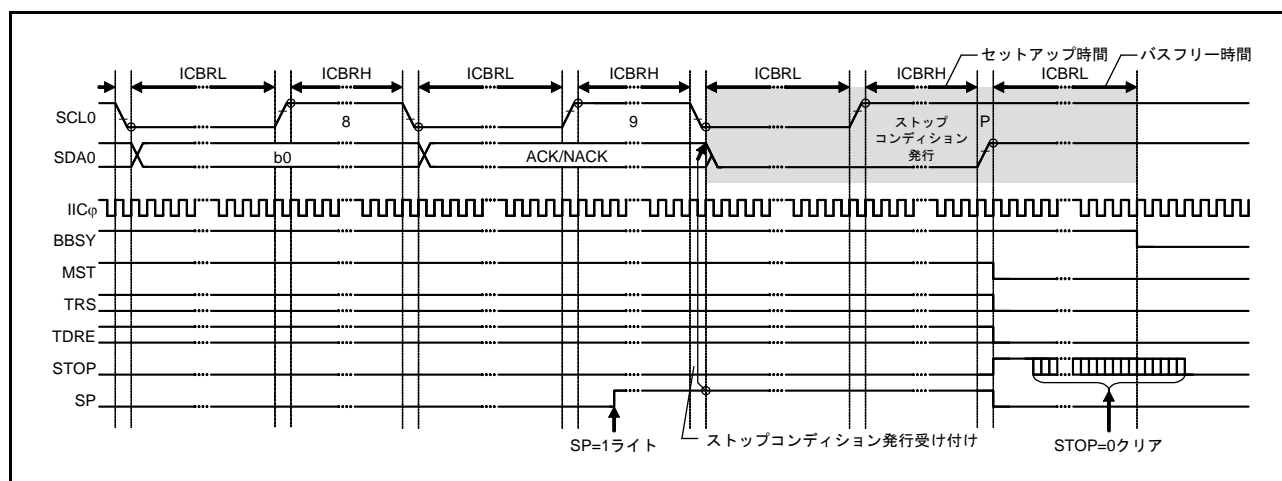 セットアップ時間 バスフリー時間
ICBRL ICBRH ICBRL ICBRH ICBRL ICBRH ICBRL
SCL0 8 9 ストップ コンディション 発行 P
SDA0 b0 ACK/NACK
IICφ
BBSY
MST
TRS
TDRE
STOP
SP
SP=1ライト ストップコンディション発行受け付け STOP=0クリア